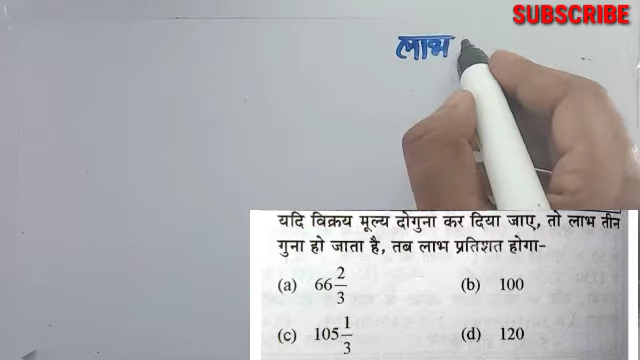 SUBSCRIBE
लाभ
यदि विक्रय मूल्य दोगुना कर दिया जाए, तो लाभ तीन
गुना हो जाता है, तब लाभ प्रतिशत होगा-
(a) 66 2/3 (b) 100
(c) 105 1/3 (d) 120